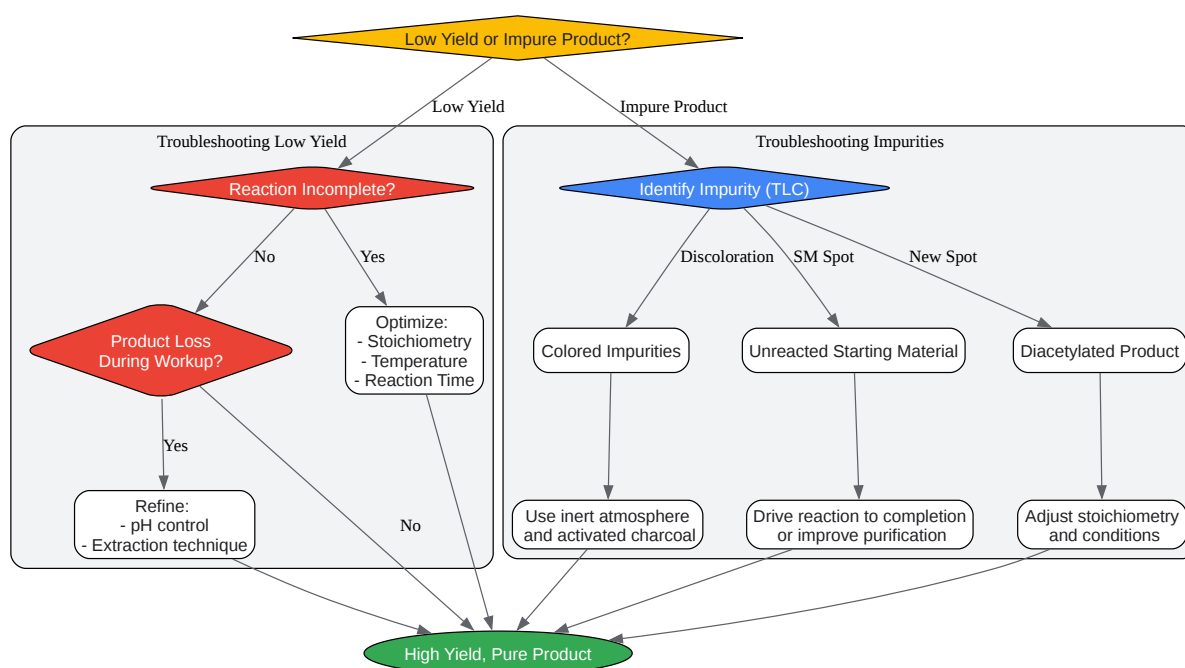 Low Yield or Impure Product?
Low Yield
Impure Product
Troubleshooting Low Yield
Troubleshooting Impurities
Reaction Incomplete?
Identify Impurity (TLC)
No
Yes
Discoloration
SM Spot
New Spot
Product Loss
During Workup?
Optimize:
- Stoichiometry
- Temperature
- Reaction Time
Colored Impurities
Unreacted Starting Material
Diacetylated Product
Yes
No
Refine:
- pH control
- Extraction technique
Use inert atmosphere
and activated charcoal
Drive reaction to completion
or improve purification
Adjust stoichiometry
and conditions
High Yield, Pure Product